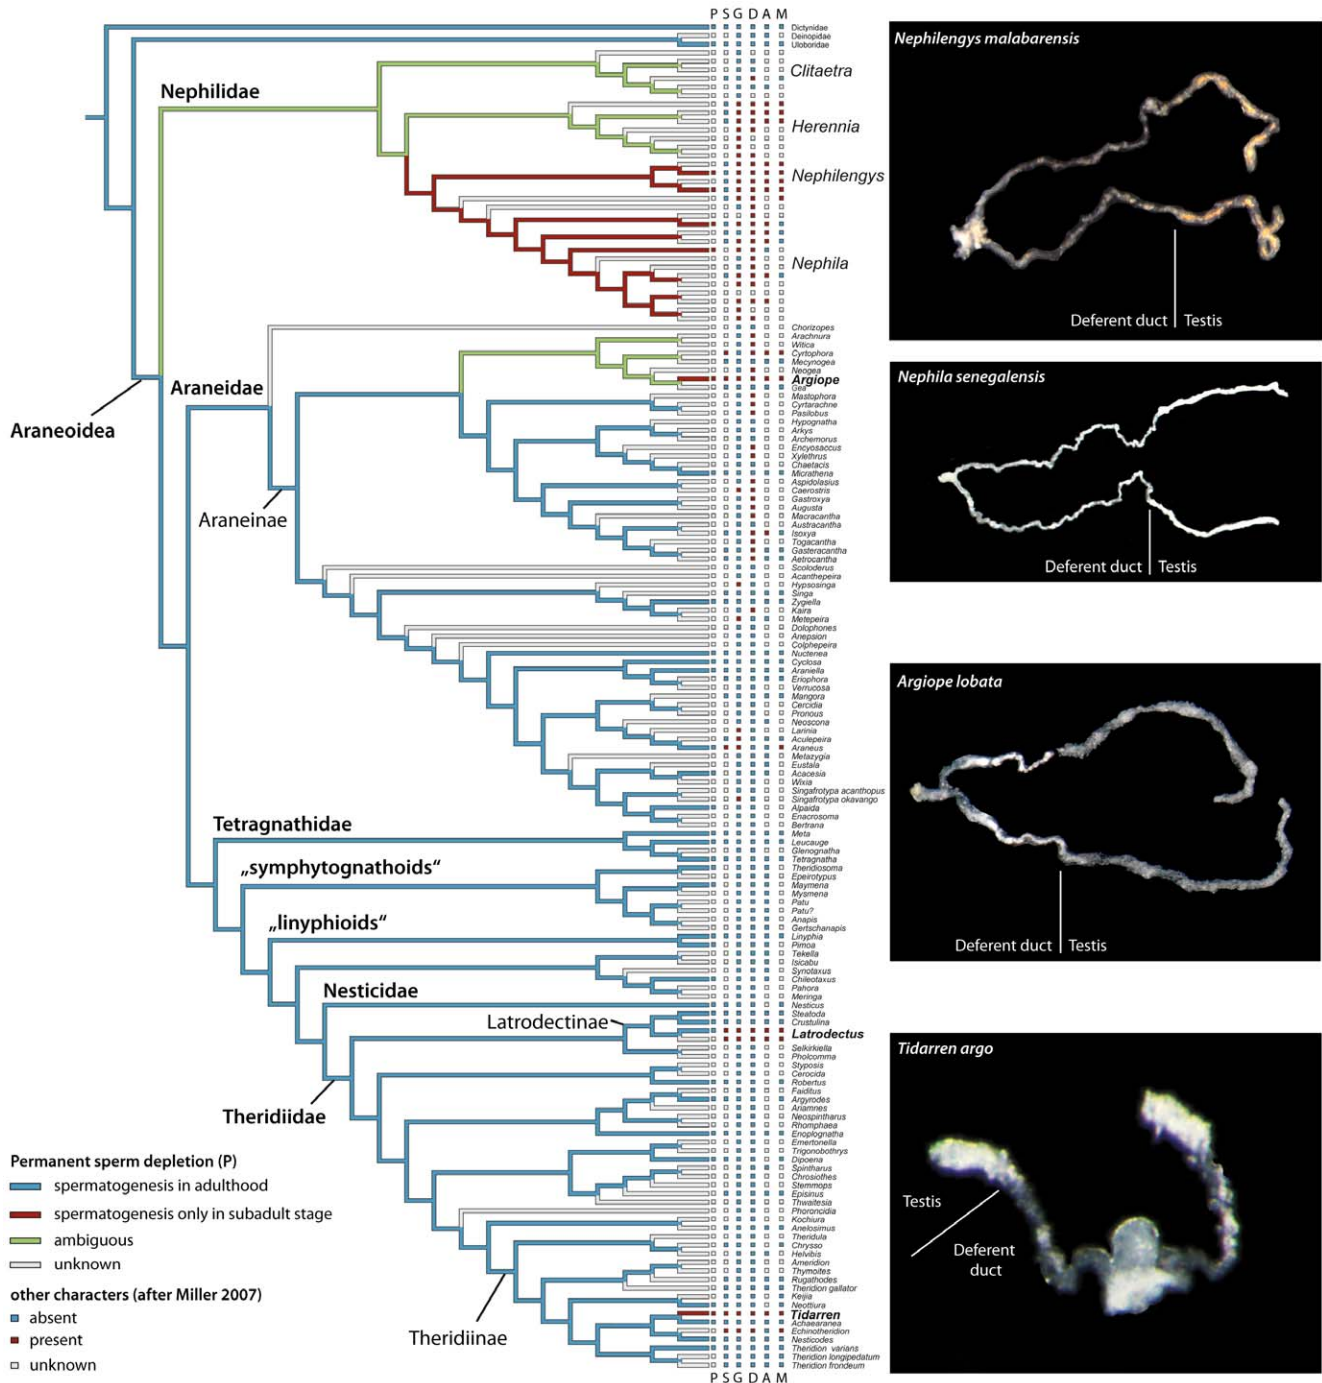 P S G D A M
Dictynidae
Deinopidae
Uloboridae
Clitaetra
Nephilidae
Herennia
Nephilengys
Nephila
Chorizopes
Arachnura
Witica
Cyrtophora
Mecynogea
Neogea
Araneidae
Argiope
Gea
Mastophora
Cyrtarachne
Pasilobus
Hypognatha
Araneoidea
Arkys
Archemorus
Encyosaccus
Xylethrus
Chaetacis
Micrathena
Aspidolasius
Caerostris
Gastroxya
Augusta
Araneinae
Macracantha
Austracantha
Isoxya
Togacantha
Gasteracantha
Aetrocantha
Scoloderus
Acanthepeira
Hypsosinga
Singa
Zygiella
Kaira
Metepeira
Dolophones
Anepsion
Colphepeira
Nuctenea
Cyclosa
Araniella
Eriophora
Verrucosa
Mangora
Cercidia
Pronous
Neoscona
Larinia
Aculepeira
Araneus
Metazygia
Eustala
Acacesia
Wixia
Singafrotypa acanthopus
Singafrotypa okavango
Alpaida
Enacrosoma
Bertrana
Tetragnathidae
Meta
Leucauge
Glenognatha
Tetragnatha
„symphytognathoids“
Theridiosoma
Epeirotypus
Maymena
Mysmena
Patu
Patu?
Anapis
Gertschanapis
„linyphioids“
Linyphia
Pimoa
Tekella
Isicabu
Synotaxus
Chileotaxus
Pahora
Meringa
Nesticidae
Nesticus
Steatoda
Crustulina
Latrodectinae
Latrodectus
Selkirkiella
Pholcomma
Styposis
Cerocida
Robertus
Faiditus
Argyrodes
Ariamnes
Neospintharus
Rhomphaea
Theridiidae
Enoplognatha
Emertonella
Trigonobothrys
Dipoena
Spintharus
Chrosiothes
Stemmops
Episinus
Thwaitesia
Phoroncidia
Kochiura
Anelosimus
Theridula
Chrysso
Helvibis
Ameridion
Thymoites
Rugathodes
Theridion gallator
Keijia
Neottiura
Tidarren
Achaearanea
Theridiinae
Echinotheridion
Nesticodes
Theridion varians
Theridion longipedatum
Theridion frondeum
P S G D A M
Permanent sperm depletion (P)
spermatogenesis in adulthood
spermatogenesis only in subadult stage
ambiguous
unknown
other characters (after Miller 2007)
absent
present
unknown
Nephilengys malabarensis
Deferent duct Testis
Nephila senegalensis
Deferent duct Testis
Argiope lobata
Deferent duct Testis
Tidarren argo
Testis
Deferent
duct